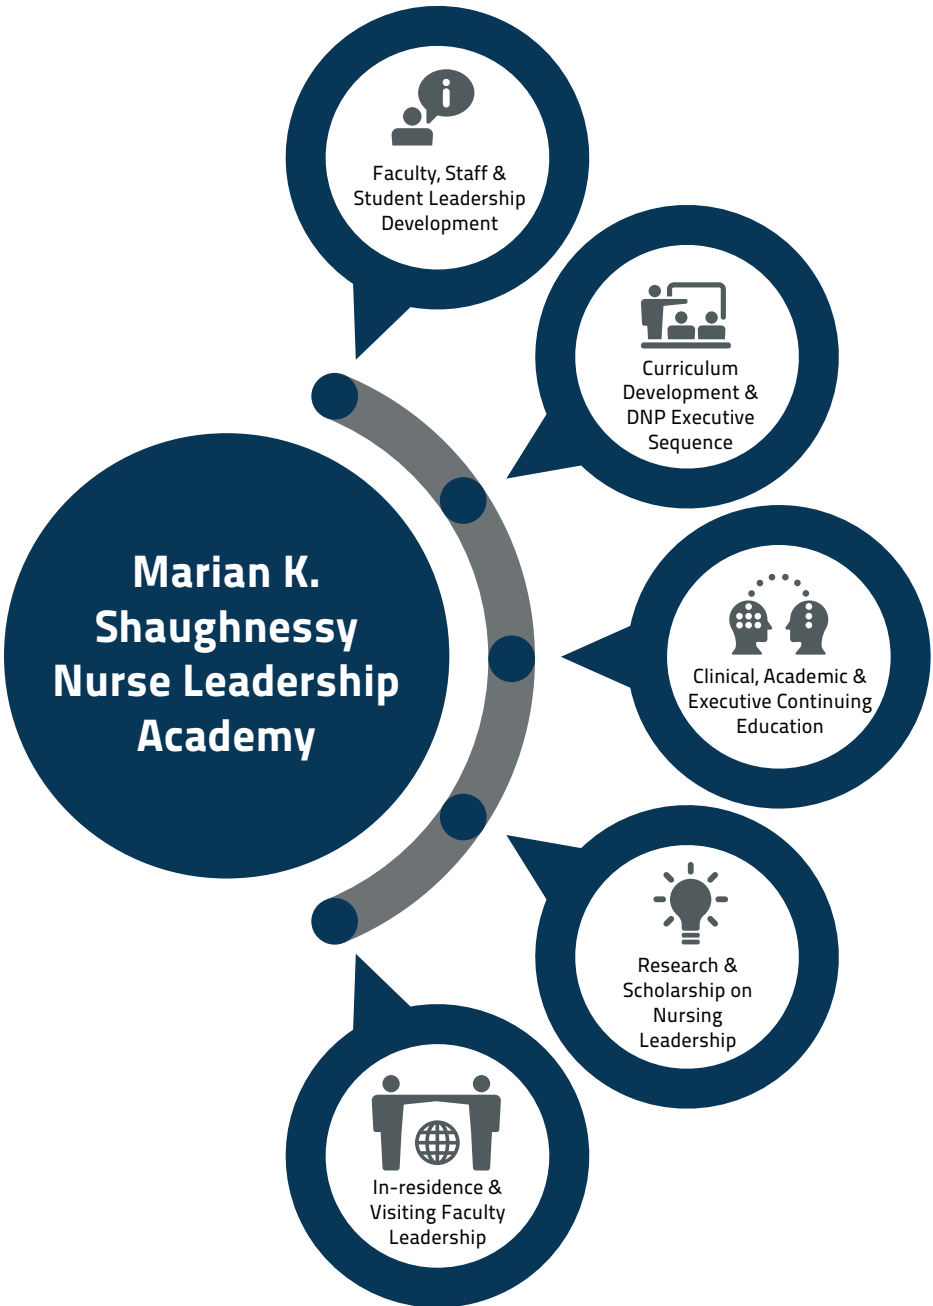 Faculty, Staff &
Student Leadership
Development
Curriculum
Development &
DNP Executive
Sequence
Marian K.
Shaughnessy
Nurse Leadership
Academy
Clinical, Academic &
Executive Continuing
Education
Research &
Scholarship on
Nursing
Leadership
In-residence &
Visiting Faculty
Leadership